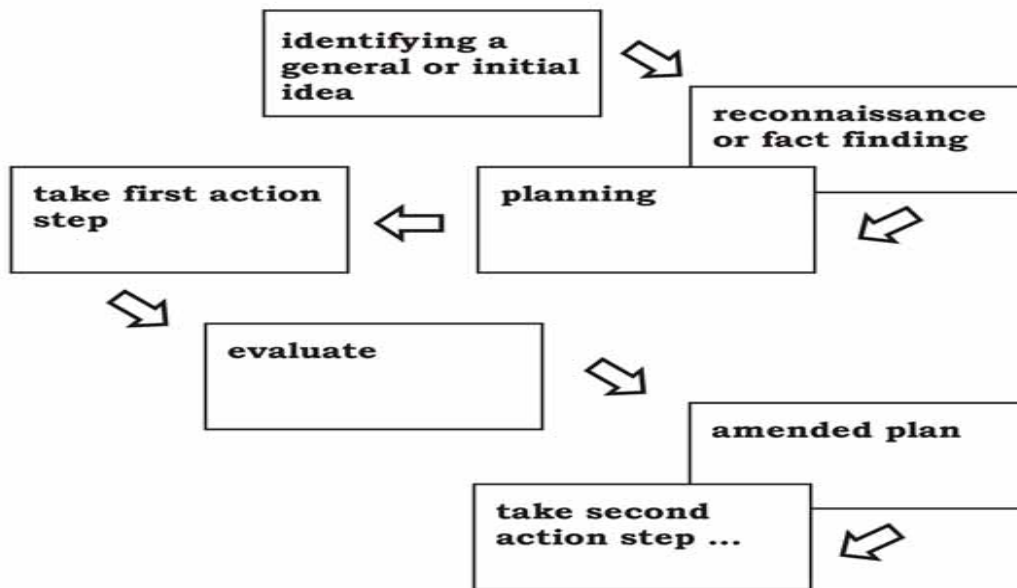 identifying a
general or initial
idea
reconnaissance
or fact finding
planning
take first action
step
evaluate
amended plan
take second
action step ...